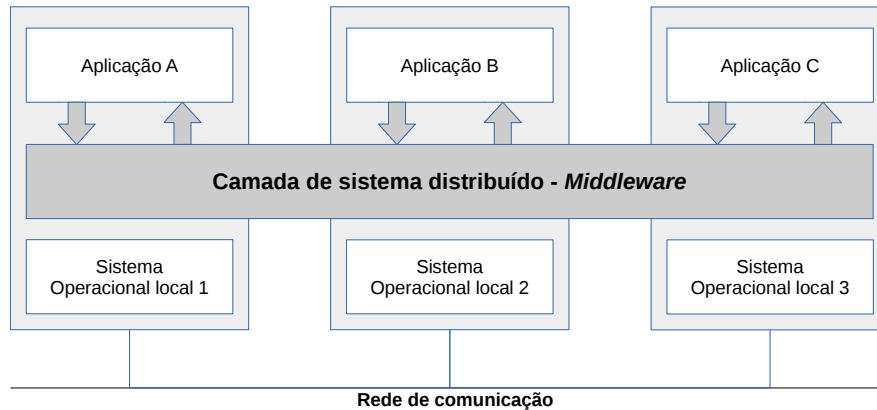 Aplicação A
Aplicação B
Aplicação C
Camada de sistema distribuído - Middleware
Sistema
Operacional local 1
Sistema
Operacional local 2
Sistema
Operacional local 3
Rede de comunicação